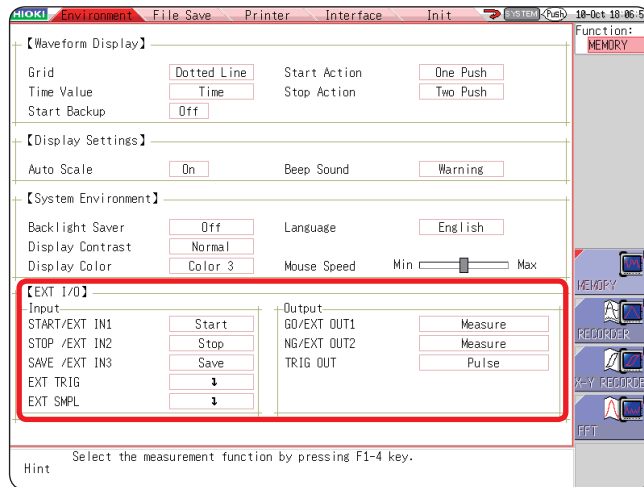 HIOKI Environment File Save Printer Interface Init SYSTEM Push 10-Oct 18:06:5
Function:
MEMORY
【Waveform Display】
Grid Dotted Line Start Action One Push
Time Value Time Stop Action Two Push
Start Backup Off
【Display Settings】
Auto Scale On Beep Sound Warning
【System Environment】
Backlight Saver Off Language English
Display Contrast Normal
Display Color Color 3 Mouse Speed Min Max
【EXT I/O】
Input Output
START/EXT IN1 Start GO/EXT OUT1 Measure
STOP /EXT IN2 Stop NG/EXT OUT2 Measure
SAVE /EXT IN3 Save TRIG OUT Pulse
EXT TRIG ↴
EXT SMPL ↴
MEMORY
RECORDER
X-Y RECORDE
FFT
Select the measurement function by pressing F1-4 key.
Hint